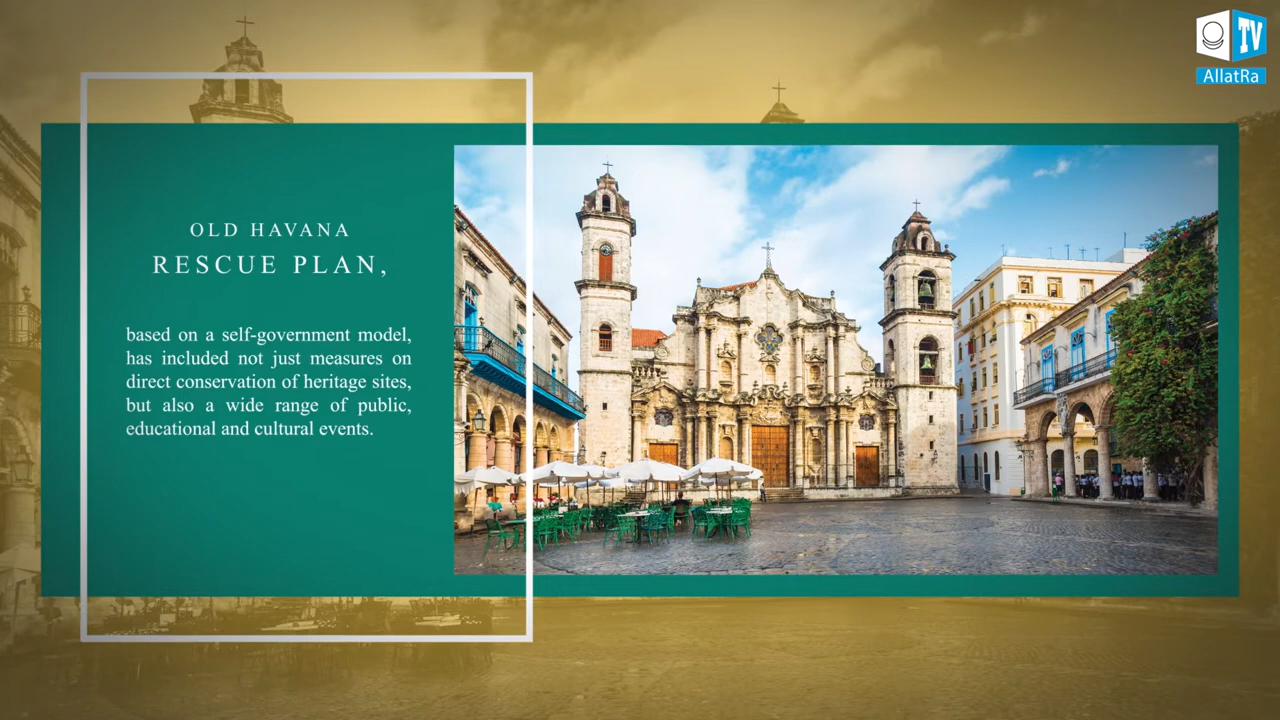 TV
AllatRa
OLD HAVANA
RESCUE PLAN,
based on a self-government model,
has included not just measures on
direct conservation of heritage sites,
but also a wide range of public,
educational and cultural events.